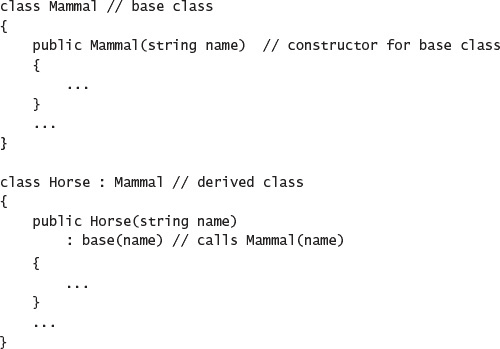 class Mammal // base class
{
    public Mammal(string name)  // constructor for base class
    {
        ...
    }
    ...
}

class Horse : Mammal // derived class
{
    public Horse(string name)
        : base(name) // calls Mammal(name)
    {
        ...
    }
    ...
}